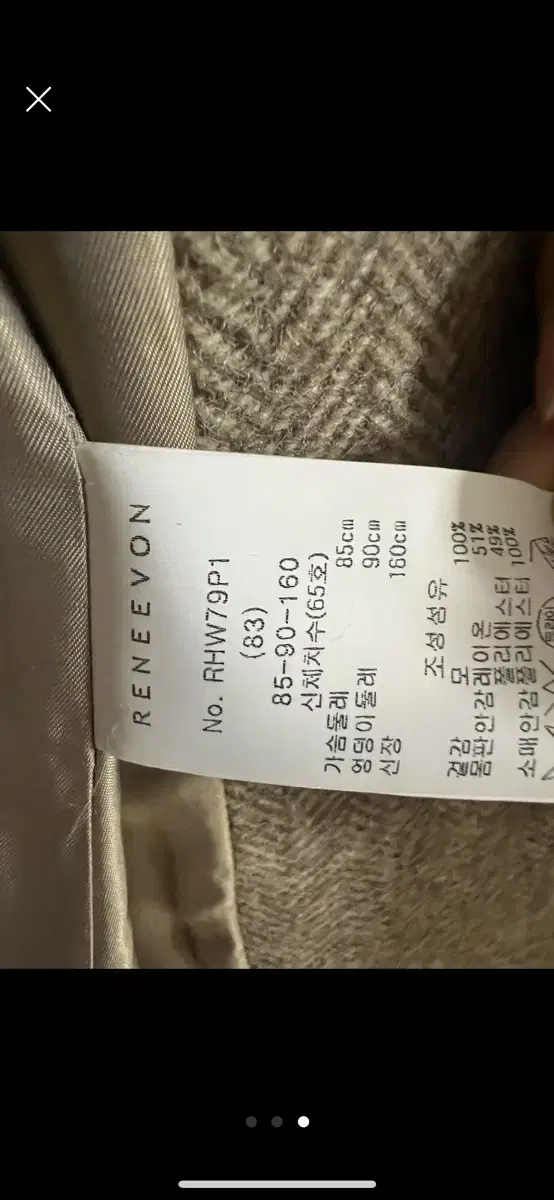 RENEEVON
No. RHW79P1
(83)
85-90-160
신체치수(65호)
가슴둘레 85cm
엉덩이둘레 90cm
신장 160cm
조성섬유
겉감 모 100%
몸판안감 레이온 51%
폴리에스터 49%
소매안감 폴리에스터 100%